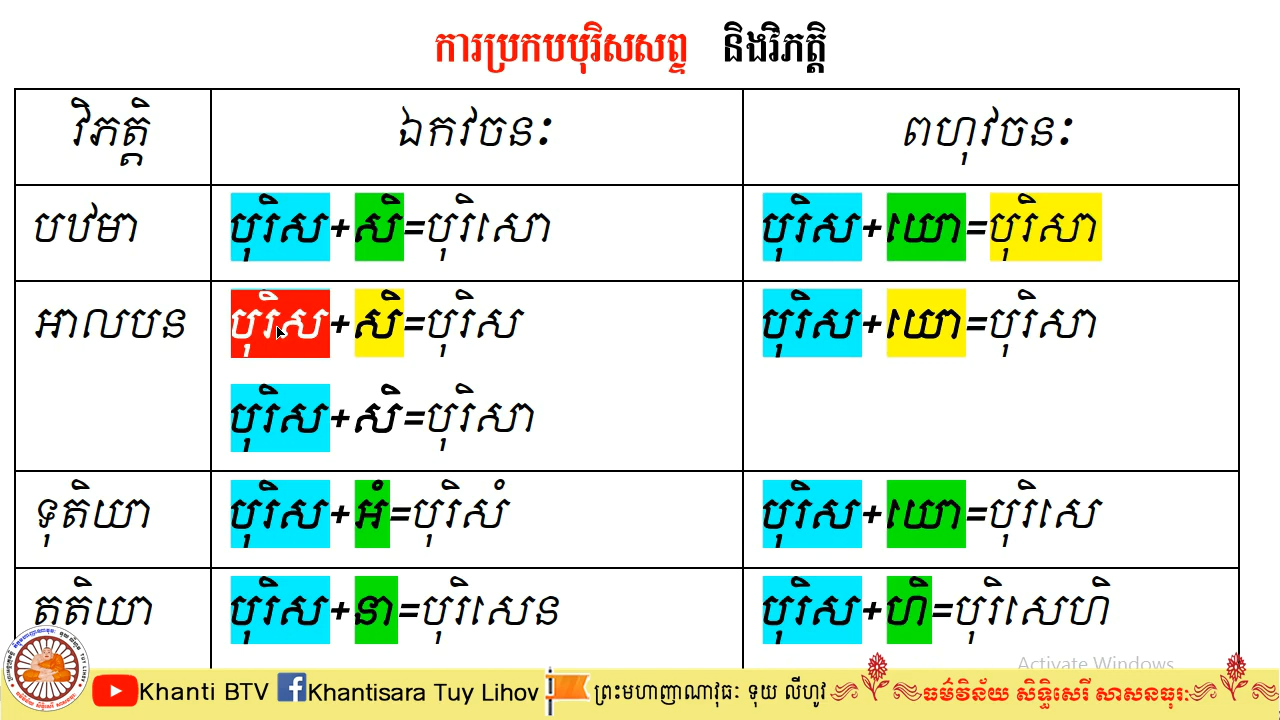 ការប្រកបបុរិសសព្ទ និងវិភត្តិ
វិភត្តិ ឯកវចនៈ ពហុវចនៈ
បឋមា បុរិស+សិ=បុរិសោ បុរិស+យោ=បុរិសា
អាលបន បុរិស+សិ=បុរិស បុរិស+យោ=បុរិសា
បុរិស+សិ=បុរិសា
ទុតិយា បុរិស+អំ=បុរិសំ បុរិស+យោ=បុរិសេ
តតិយា បុរិស+នា=បុរិសេន បុរិស+ហិ=បុរិសេហិ
Activate Windows
Khanti BTV Khantisara Tuy Lihov ព្រះមហាញាណាវុធៈ ទុយ លីហូវ ធម៌វិន័យ សិទ្ធិសេរី សាសនធុរៈ